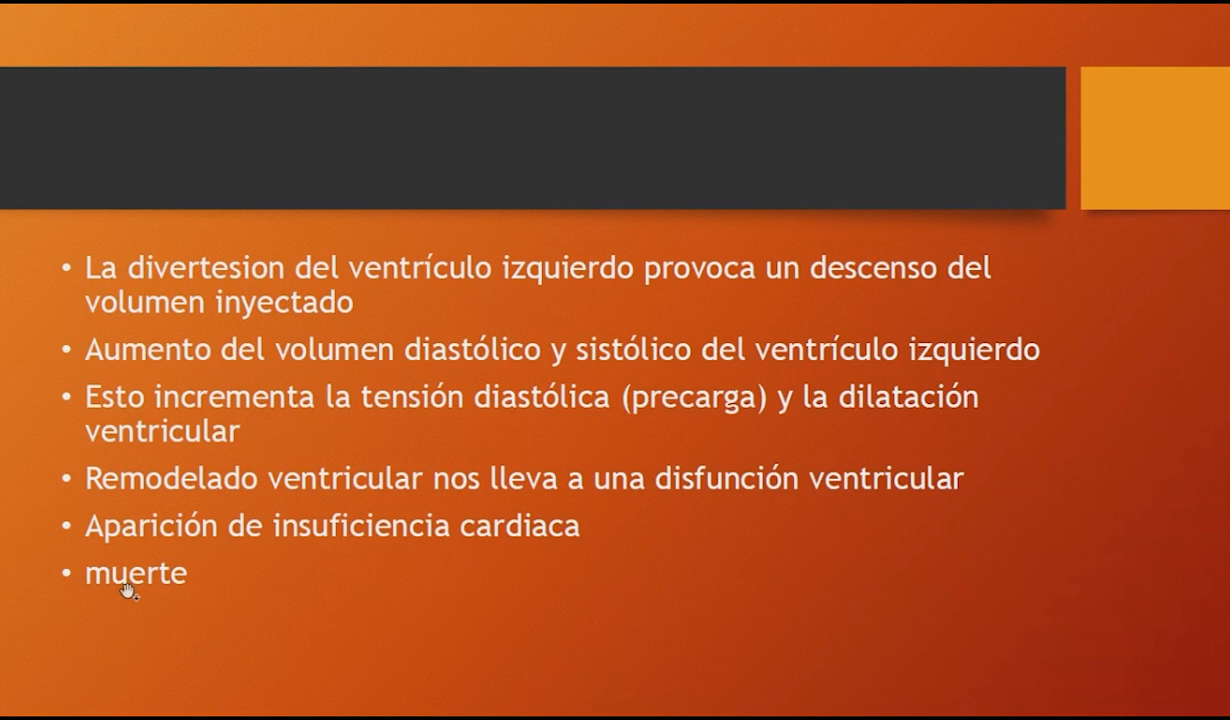 • La divertesion del ventrículo izquierdo provoca un descenso del
volumen inyectado
• Aumento del volumen diastólico y sistólico del ventrículo izquierdo
• Esto incrementa la tensión diastólica (precarga) y la dilatación
ventricular
• Remodelado ventricular nos lleva a una disfunción ventricular
• Aparición de insuficiencia cardiaca
• muerte